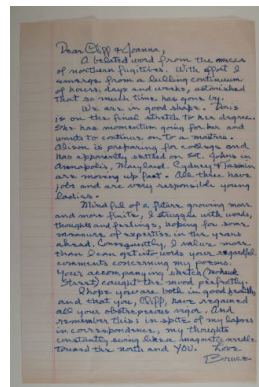 Dear Cliff & Joanna,
A belated word from the
of northern fugitives. With effort I
emerge from a lulling continuum
of hours, days and weeks, astonished
that so much time has gone by.
We are in good shape. Doris
is on the final stretch to her degree.
She has momentum going for her and
wants to continue on to a masters.
Alison is preparing for college and
has apparently settled on St. Johns in
Annapolis, Maryland. Cydney & Jasmin
are moving up fast. All three have
jobs and are very responsible young
ladies.
Mindful of a future growing more
and more finite, I struggle with words,
thoughts and feelings, hoping for some
measure of expertise in the years
ahead. Consequently, I value more
than I can get into words your
comments concerning my poems.
Your accompanying sketch (Mohawk
Street) caught the mood perfectly.
I hope you are both in good health,
and that you, Cliff, have regained
all your obstreperous vigor. And
remember this: in spite of my lapses
in correspondence, my thoughts
constantly swing like a magnetic needle
toward the north and YOU. Love
Bruce